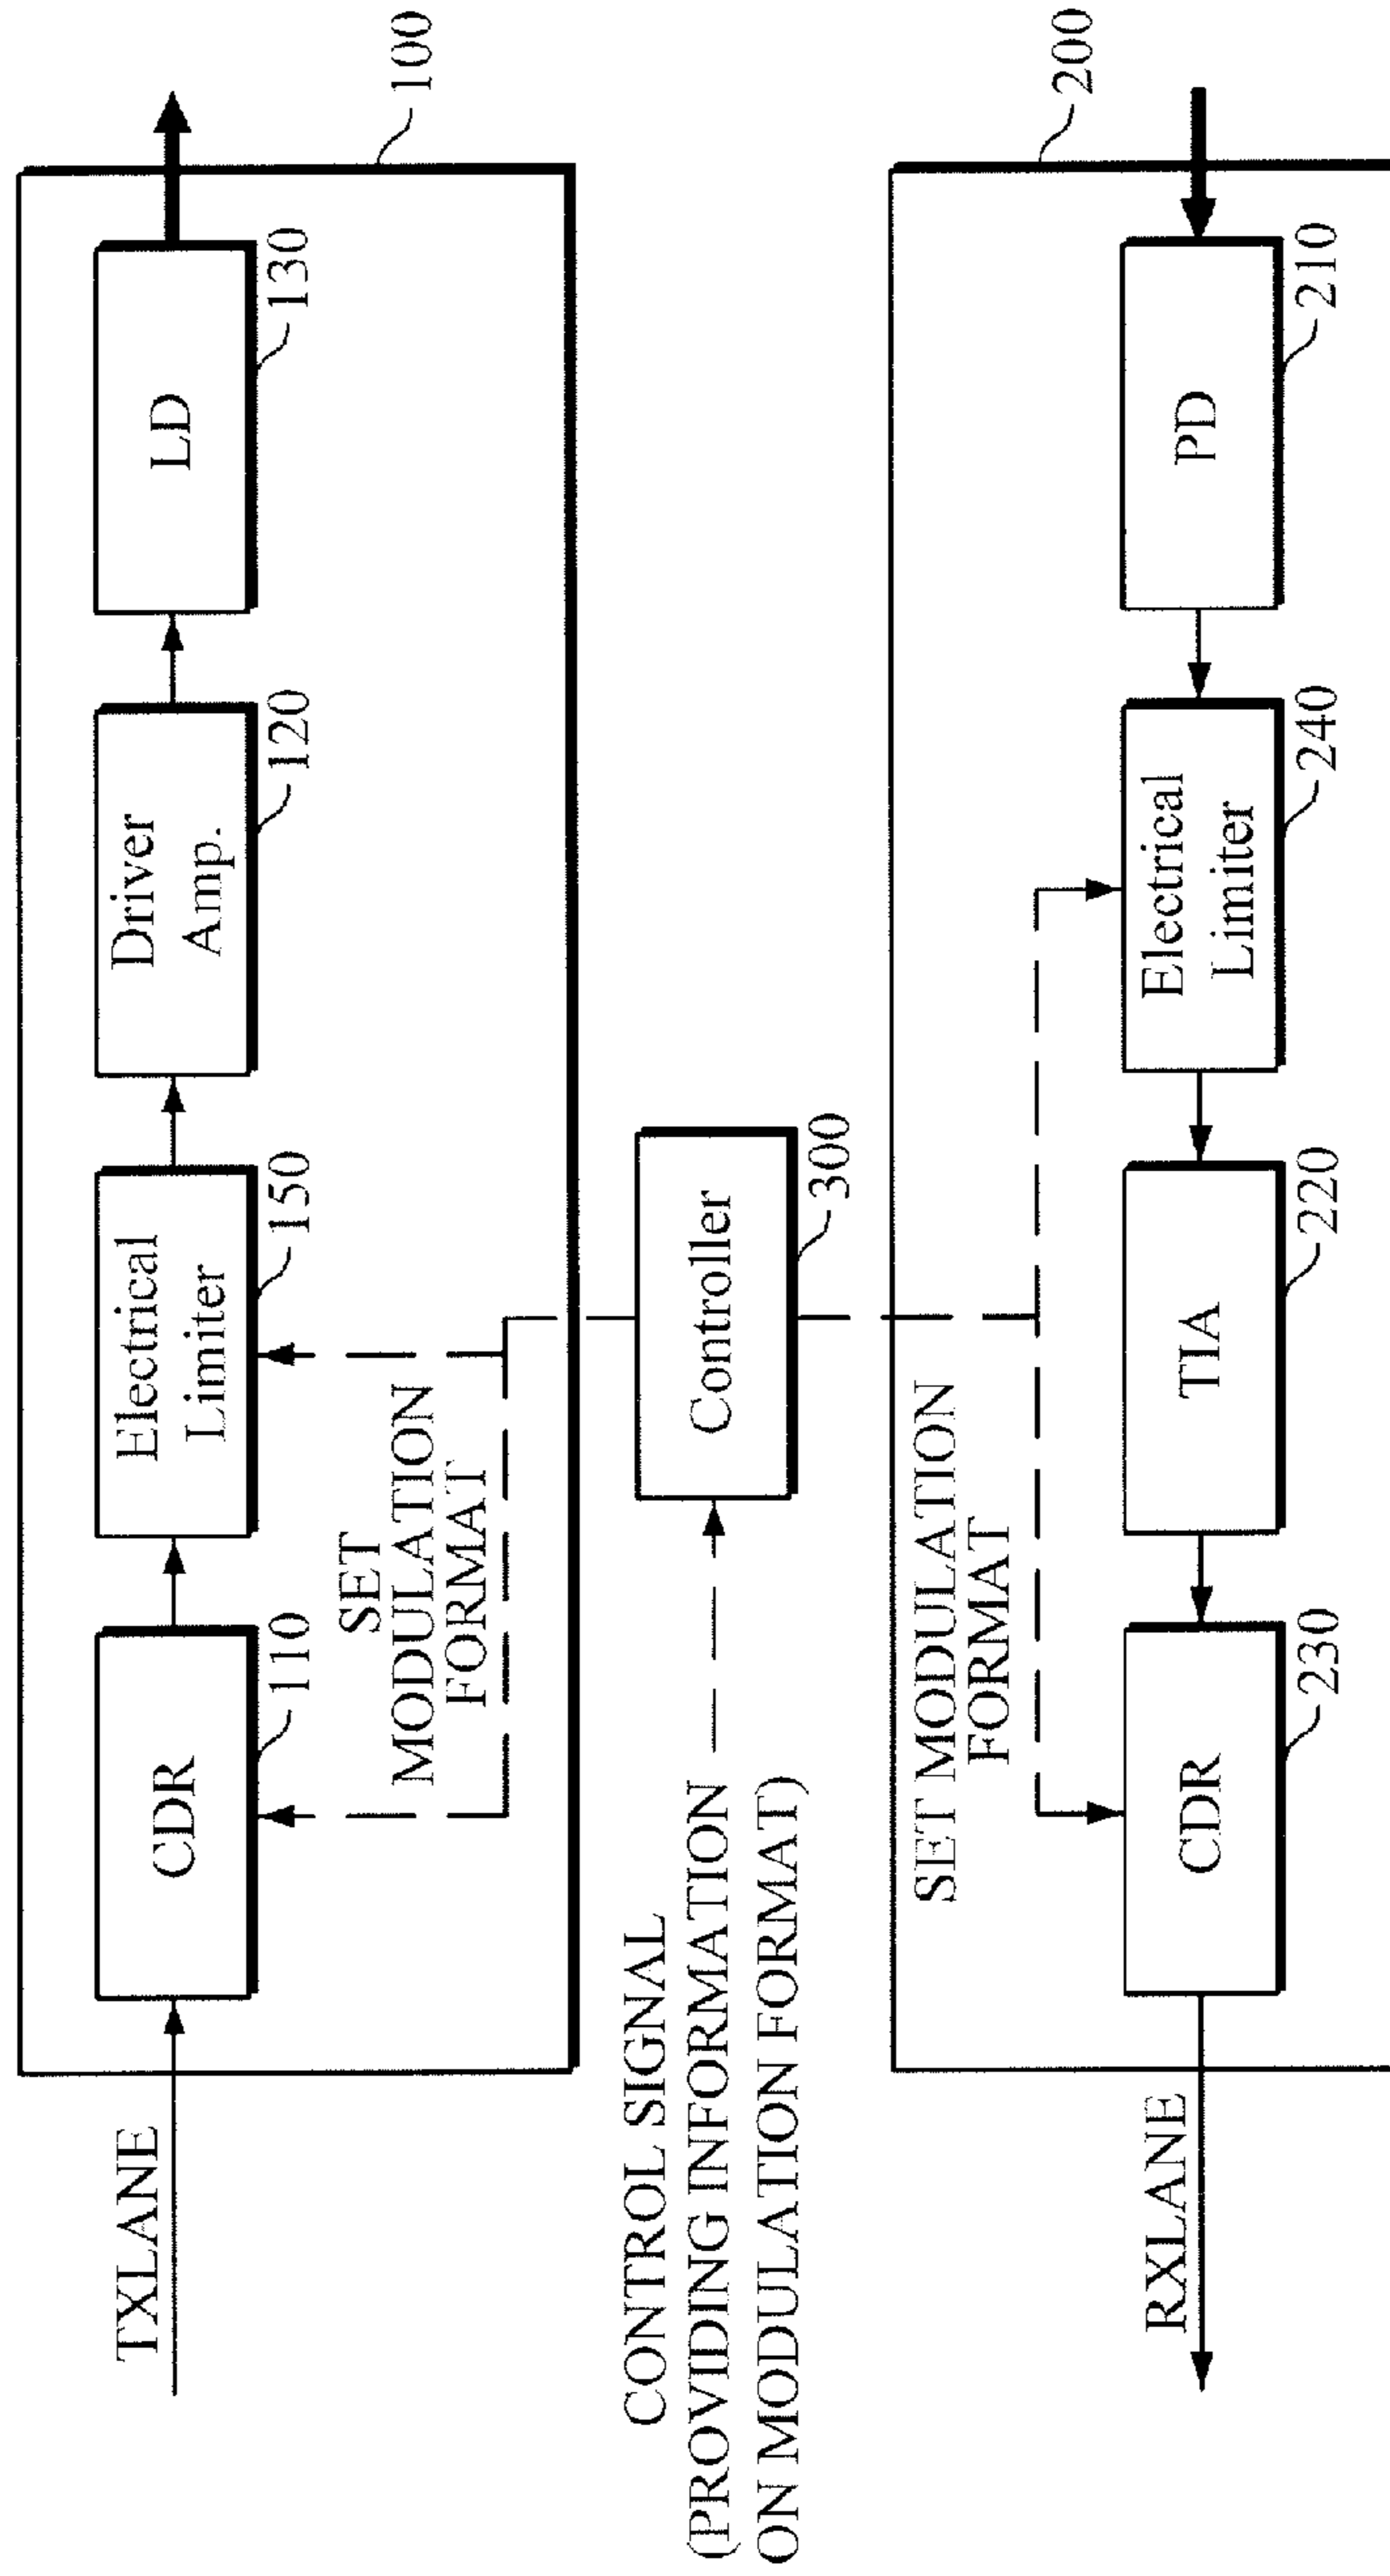 100
TXLANE
CDR
110
Electrical
Limiter
150
Driver
Amp.
120
LD
130
SET
MODULATION
FORMAT
CONTROL SIGNAL
(PROVIDING INFORMATION
ON MODULATION FORMAT)
Controller
300
200
SET MODULATION
FORMAT
RXLANE
CDR
230
TIA
220
Electrical
Limiter
240
PD
210